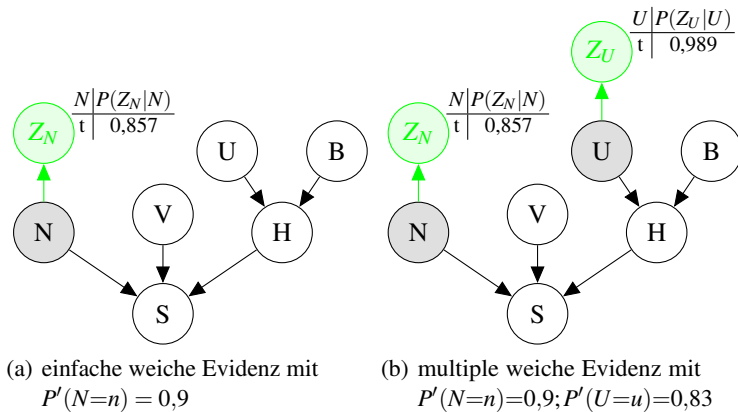 U P(Z_U|U)
t 0,989
Z_U
N P(Z_N|N)
t 0,857
Z_N
N P(Z_N|N)
t 0,857
Z_N
U B U B
N V H N V H
S S
(a) einfache weiche Evidenz mit
P′(N=n) = 0,9
(b) multiple weiche Evidenz mit
P′(N=n)=0,9;P′(U=u)=0,83